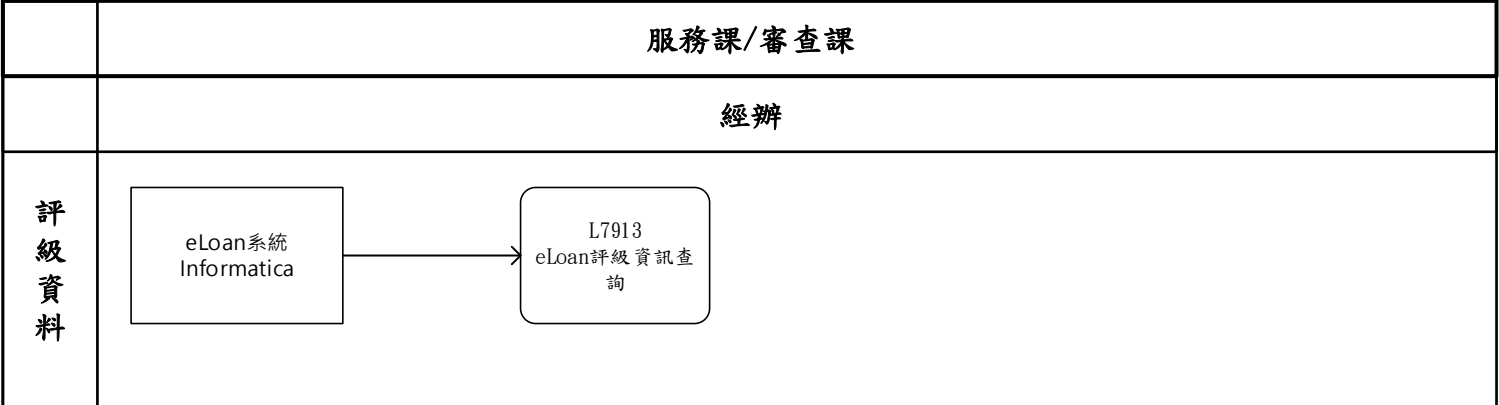 服務課/審查課
經辦
評
級
資
料
eLoan系統
Informatica
L7913
eLoan評級資訊查
詢